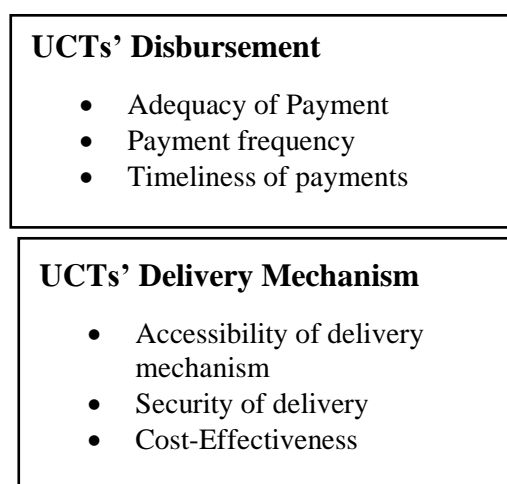 UCTs’ Disbursement
• Adequacy of Payment
• Payment frequency
• Timeliness of payments
UCTs’ Delivery Mechanism
• Accessibility of delivery
mechanism
• Security of delivery
• Cost-Effectiveness